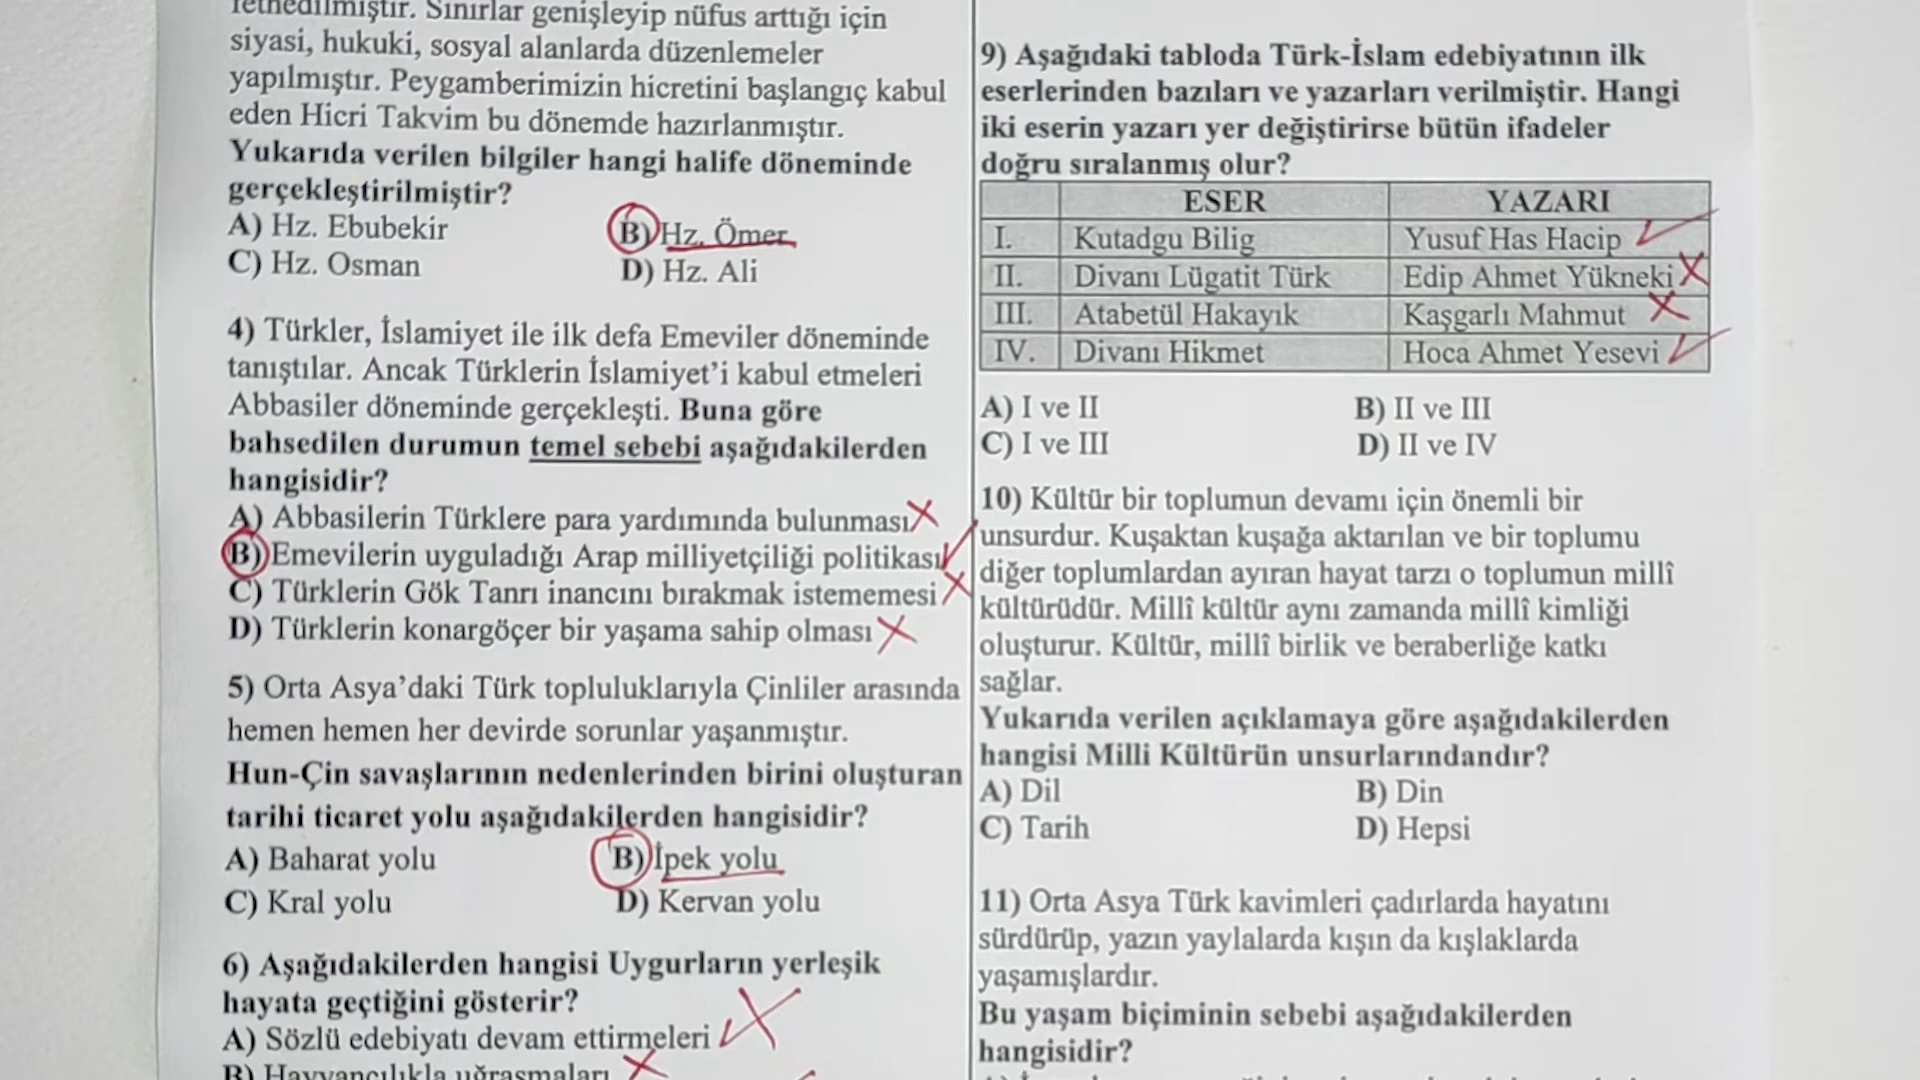 fethedilmiştir. Sınırlar genişleyip nüfus arttığı için
siyasi, hukuki, sosyal alanlarda düzenlemeler
yapılmıştır. Peygamberimizin hicretini başlangıç kabul
eden Hicri Takvim bu dönemde hazırlanmıştır.
Yukarıda verilen bilgiler hangi halife döneminde
gerçekleştirilmiştir?
A) Hz. Ebubekir
B) Hz. Ömer
C) Hz. Osman
D) Hz. Ali
4) Türkler, İslamiyet ile ilk defa Emeviler döneminde
tanıştılar. Ancak Türklerin İslamiyet’i kabul etmeleri
Abbasiler döneminde gerçekleşti. Buna göre
bahsedilen durumun temel sebebi aşağıdakilerden
hangisidir?
A) Abbasilerin Türklere para yardımında bulunması
B) Emevilerin uyguladığı Arap milliyetçiliği politikası
C) Türklerin Gök Tanrı inancını bırakmak istememesi
D) Türklerin konargöçer bir yaşama sahip olması
5) Orta Asya’daki Türk topluluklarıyla Çinliler arasında
hemen hemen her devirde sorunlar yaşanmıştır.
Hun-Çin savaşlarının nedenlerinden birini oluşturan
tarihi ticaret yolu aşağıdakilerden hangisidir?
A) Baharat yolu
B) İpek yolu
C) Kral yolu
D) Kervan yolu
6) Aşağıdakilerden hangisi Uygurların yerleşik
hayata geçtiğini gösterir?
A) Sözlü edebiyatı devam ettirmeleri
B) Hayvancılıkla uğraşmaları
9) Aşağıdaki tabloda Türk-İslam edebiyatının ilk
eserlerinden bazıları ve yazarları verilmiştir. Hangi
iki eserin yazarı yer değiştirirse bütün ifadeler
doğru sıralanmış olur?
ESER YAZARI
I. Kutadgu Bilig Yusuf Has Hacip
II. Divanı Lügatit Türk Edip Ahmet Yükneki
III. Atabetül Hakayık Kaşgarlı Mahmut
IV. Divanı Hikmet Hoca Ahmet Yesevi
A) I ve II
B) II ve III
C) I ve III
D) II ve IV
10) Kültür bir toplumun devamı için önemli bir
unsurdur. Kuşaktan kuşağa aktarılan ve bir toplumu
diğer toplumlardan ayıran hayat tarzı o toplumun millî
kültürüdür. Millî kültür aynı zamanda millî kimliği
oluşturur. Kültür, millî birlik ve beraberliğe katkı
sağlar.
Yukarıda verilen açıklamaya göre aşağıdakilerden
hangisi Milli Kültürün unsurlarındandır?
A) Dil
B) Din
C) Tarih
D) Hepsi
11) Orta Asya Türk kavimleri çadırlarda hayatını
sürdürüp, yazın yaylalarda kışın da kışlaklarda
yaşamışlardır.
Bu yaşam biçiminin sebebi aşağıdakilerden
hangisidir?